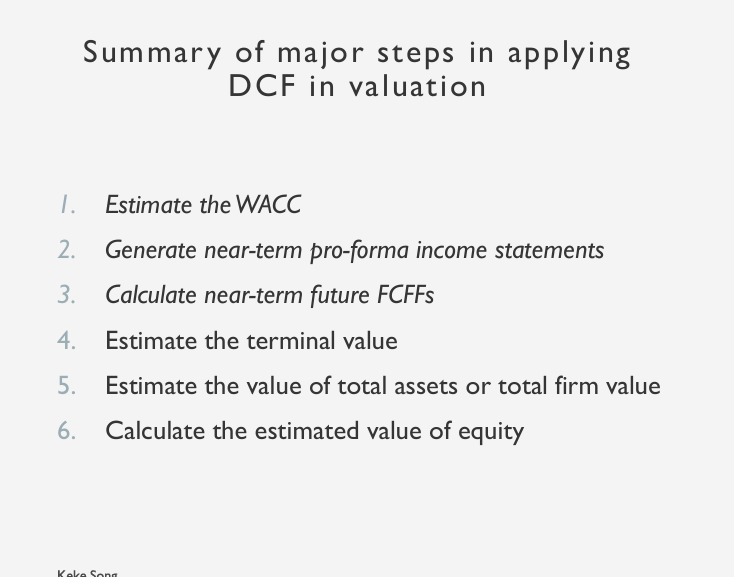 Summary of major steps in applying
DCF in valuation
1. Estimate the WACC
2. Generate near-term pro-forma income statements
3. Calculate near-term future FCFFs
4. Estimate the terminal value
5. Estimate the value of total assets or total firm value
6. Calculate the estimated value of equity
Keke Song